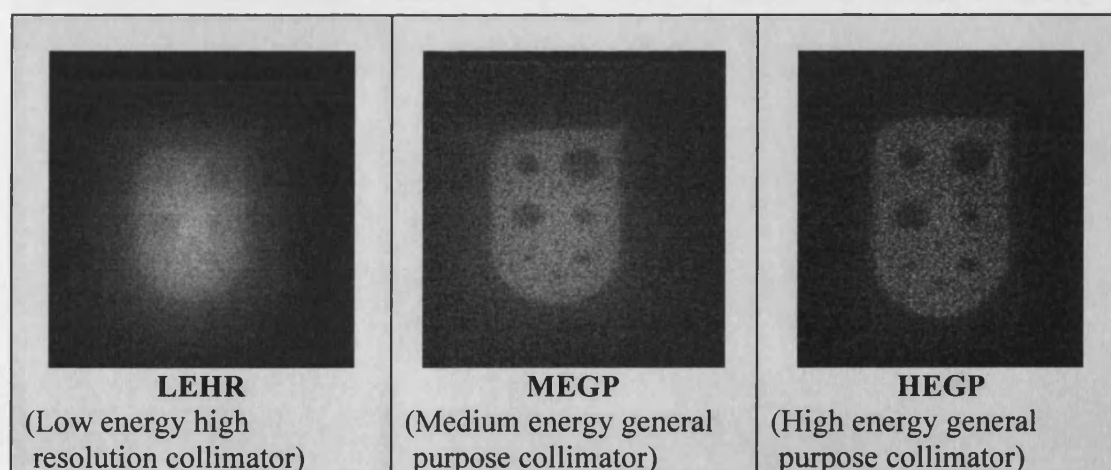 LEHR
(Low energy high
resolution collimator)
MEGP
(Medium energy general
purpose collimator)
HEGP
(High energy general
purpose collimator)